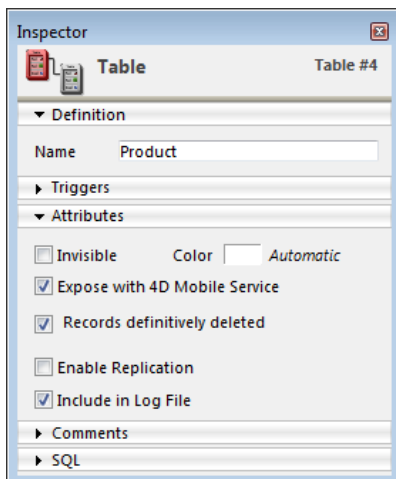 Inspector
Table Table #4
Definition
Name Product
Triggers
Attributes
Invisible Color Automatic
Expose with 4D Mobile Service
Records definitively deleted
Enable Replication
Include in Log File
Comments
SQL